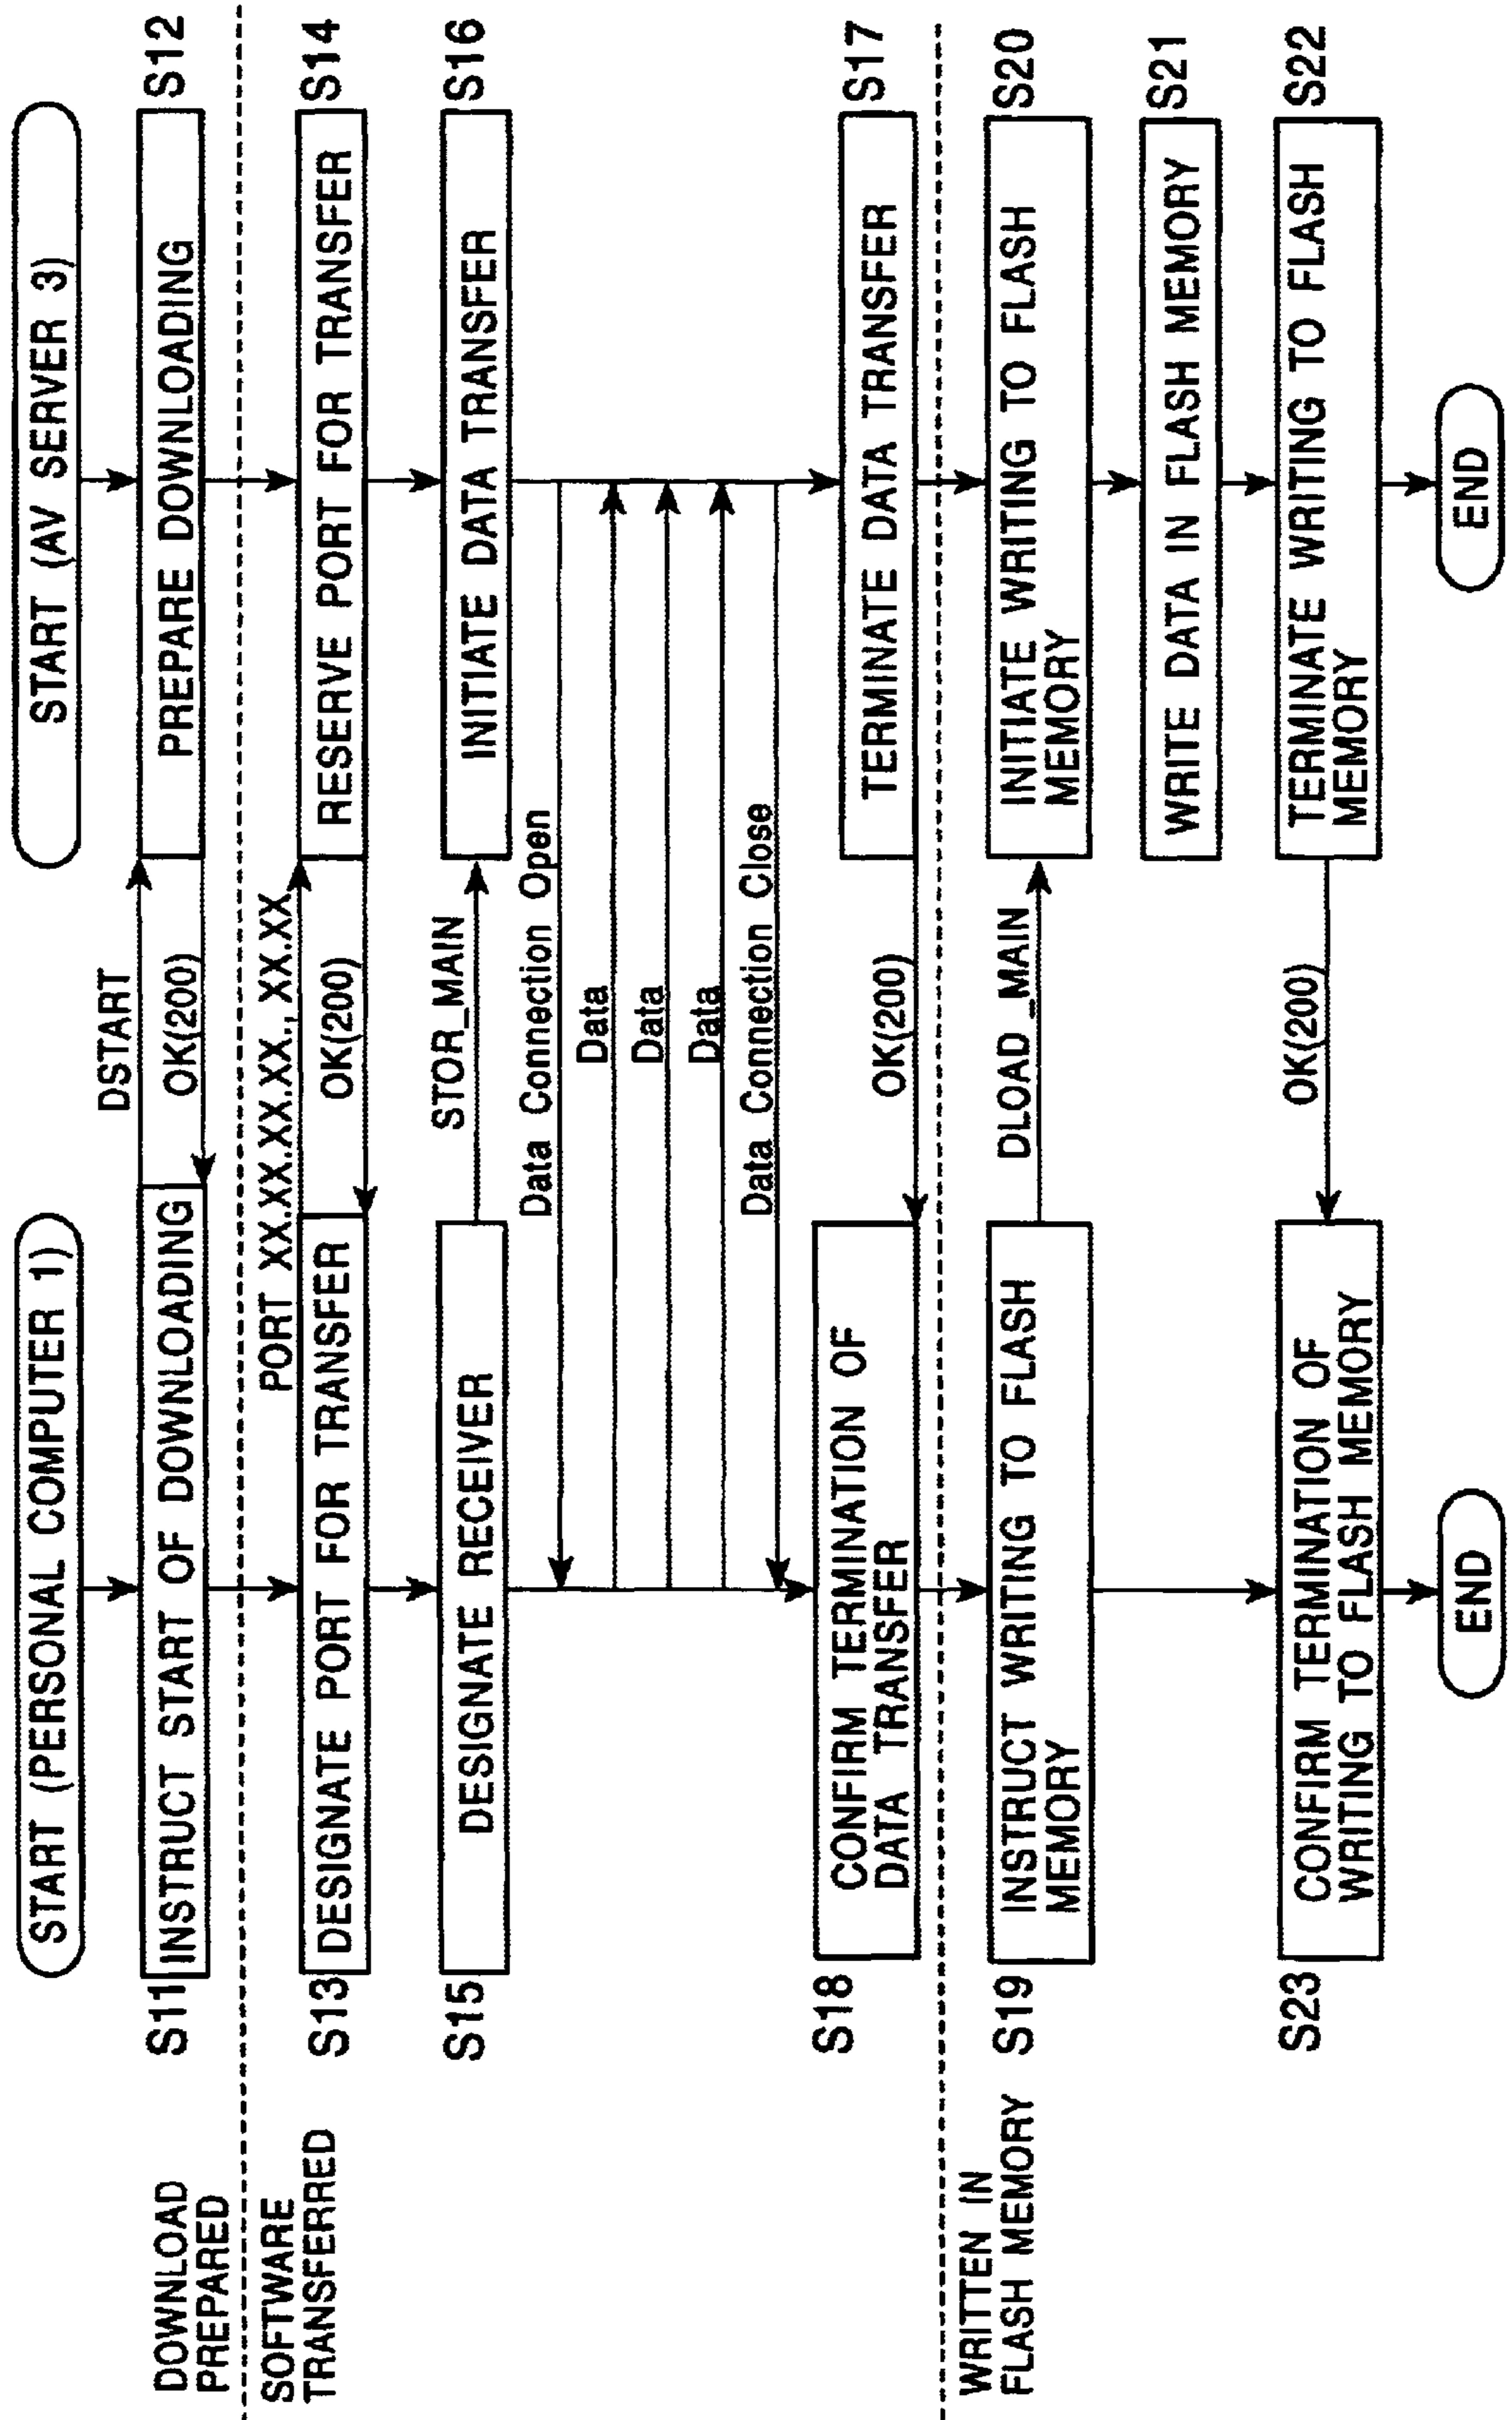 START (PERSONAL COMPUTER 1)
START (AV SERVER 3)
DOWNLOAD
PREPARED
S11
INSTRUCT START OF DOWNLOADING
DSTART
OK(200)
PREPARE DOWNLOADING
S12
SOFTWARE
TRANSFERRED
S13
DESIGNATE PORT FOR TRANSFER
PORT XX.XX.XX.XX., XX.XX
OK(200)
RESERVE PORT FOR TRANSFER
S14
S15
DESIGNATE RECEIVER
STOR_MAIN
INITIATE DATA TRANSFER
S16
Data Connection Open
Data
Data
Data
Data Connection Close
S18
CONFIRM TERMINATION OF
DATA TRANSFER
OK(200)
TERMINATE DATA TRANSFER
S17
WRITTEN IN
FLASH MEMORY
S19
INSTRUCT WRITING TO FLASH
MEMORY
DLOAD_MAIN
INITIATE WRITING TO FLASH
MEMORY
S20
WRITE DATA IN FLASH MEMORY
S21
S23
CONFIRM TERMINATION OF
WRITING TO FLASH MEMORY
OK(200)
TERMINATE WRITING TO FLASH
MEMORY
S22
END
END